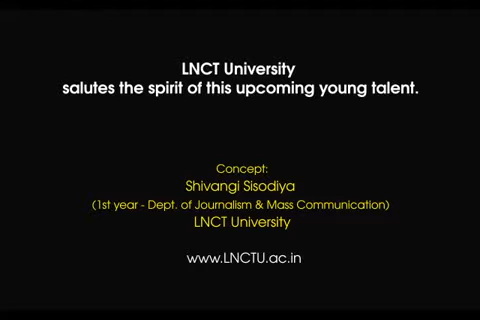 LNCT University
salutes the spirit of this upcoming young talent.
Concept:
Shivangi Sisodiya
(1st year - Dept. of Journalism & Mass Communication)
LNCT University
www.LNCTU.ac.in